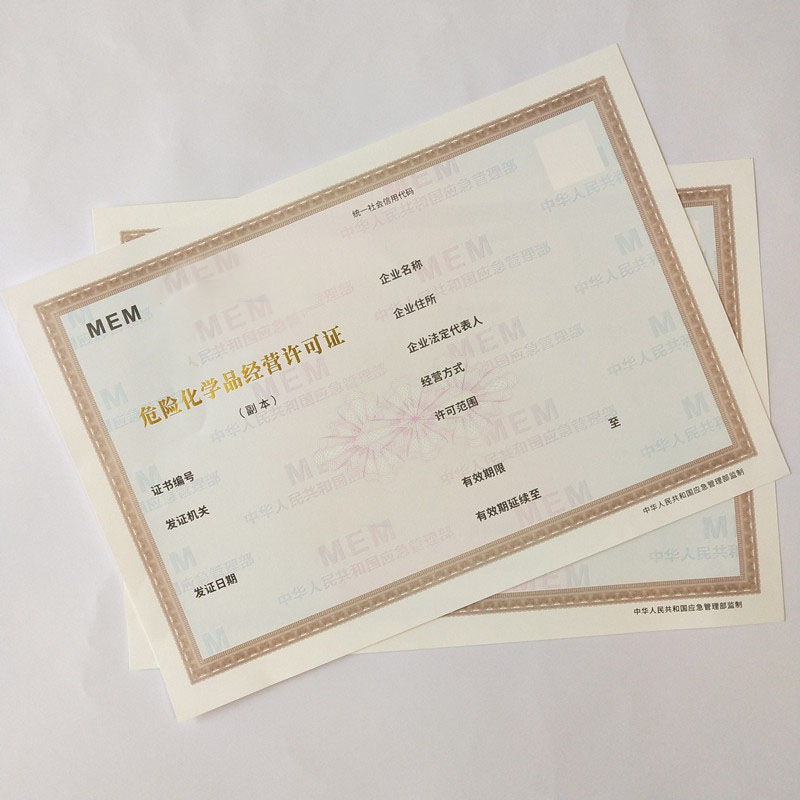 MEM
危险化学品经营许可证
（副本）
证书编号
发证机关
发证日期
统一社会信用代码
企业名称
企业住所
企业法定代表人
经营方式
许可范围
有效期限
至
有效期延续至
中华人民共和国应急管理部监制
中华人民共和国应急管理部监制